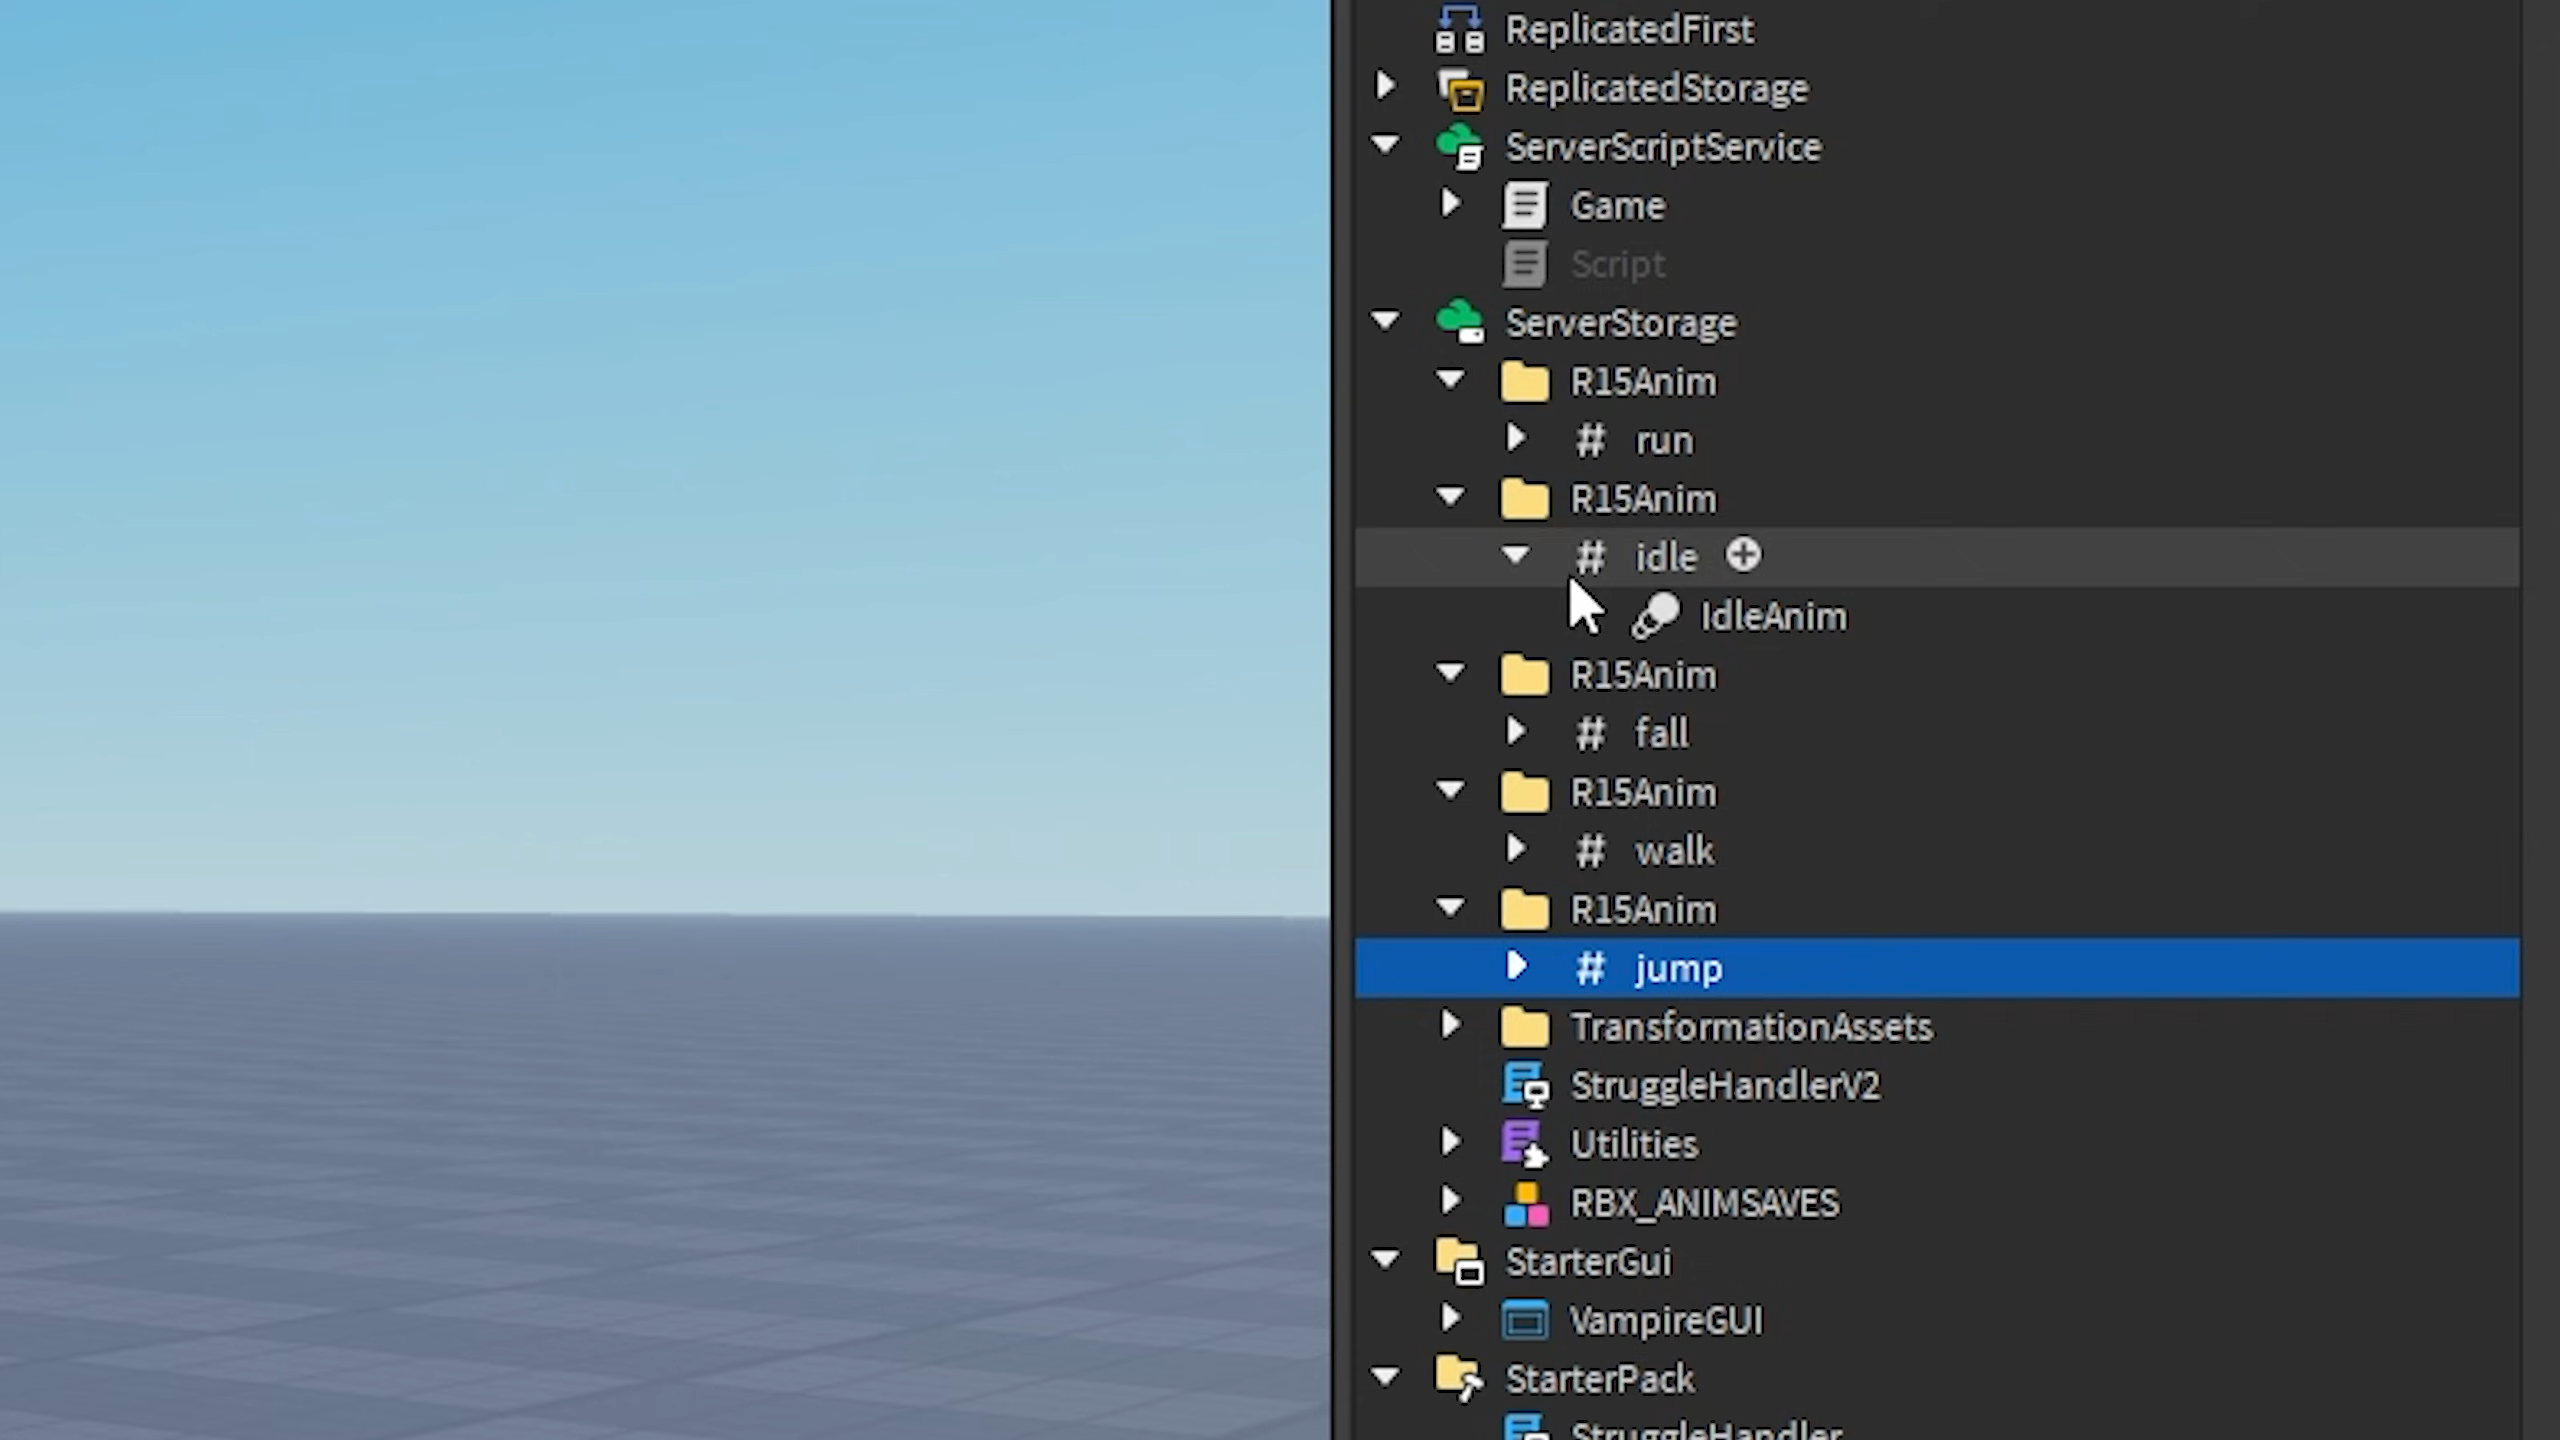 ReplicatedFirst
ReplicatedStorage
ServerScriptService
Game
Script
ServerStorage
R15Anim
# run
R15Anim
# idle
IdleAnim
R15Anim
# fall
R15Anim
# walk
R15Anim
# jump
TransformationAssets
StruggleHandlerV2
Utilities
RBX_ANIMSAVES
StarterGui
VampireGUI
StarterPack
StruggleHandler